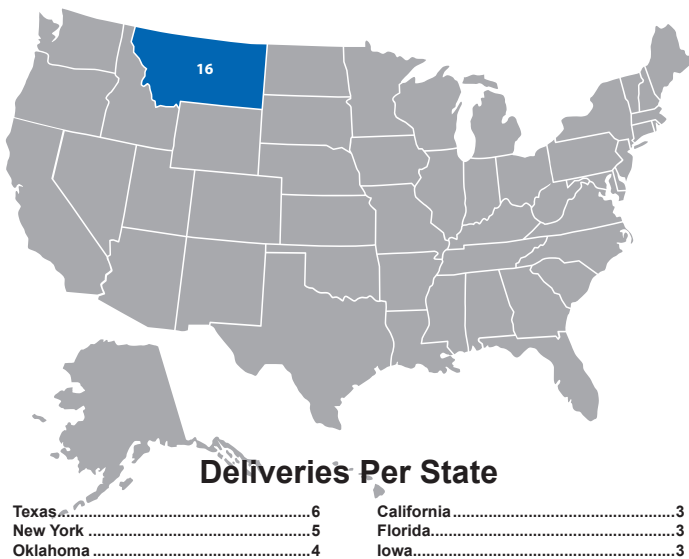 16
Deliveries Per State
Texas..........................................................................6
New York .....................................................................5
Oklahoma ....................................................................4
California.....................................................................3
Florida.........................................................................3
Iowa.............................................................................3